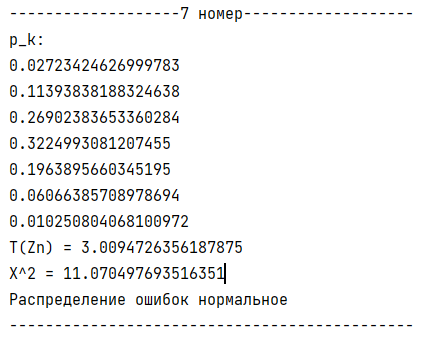 -------------------7 номер-------------------
p_k:
0.02723424626999783
0.11393838188324638
0.26902383653360284
0.3224993081207455
0.1963895660345195
0.06066385708978694
0.010250804068100972
T(Zn) = 3.0094726356187875
X^2 = 11.070497693516351
Распределение ошибок нормальное
---------------------------------------------